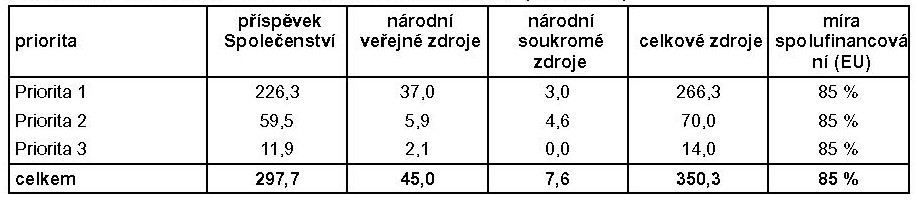 priorita | příspěvek Společenství | národní veřejné zdroje | národní soukromé zdroje | celkové zdroje | míra spolufinancová ní (EU)
Priorita 1 | 226,3 | 37,0 | 3,0 | 266,3 | 85 %
Priorita 2 | 59,5 | 5,9 | 4,6 | 70,0 | 85 %
Priorita 3 | 11,9 | 2,1 | 0,0 | 14,0 | 85 %
celkem | 297,7 | 45,0 | 7,6 | 350,3 | 85 %